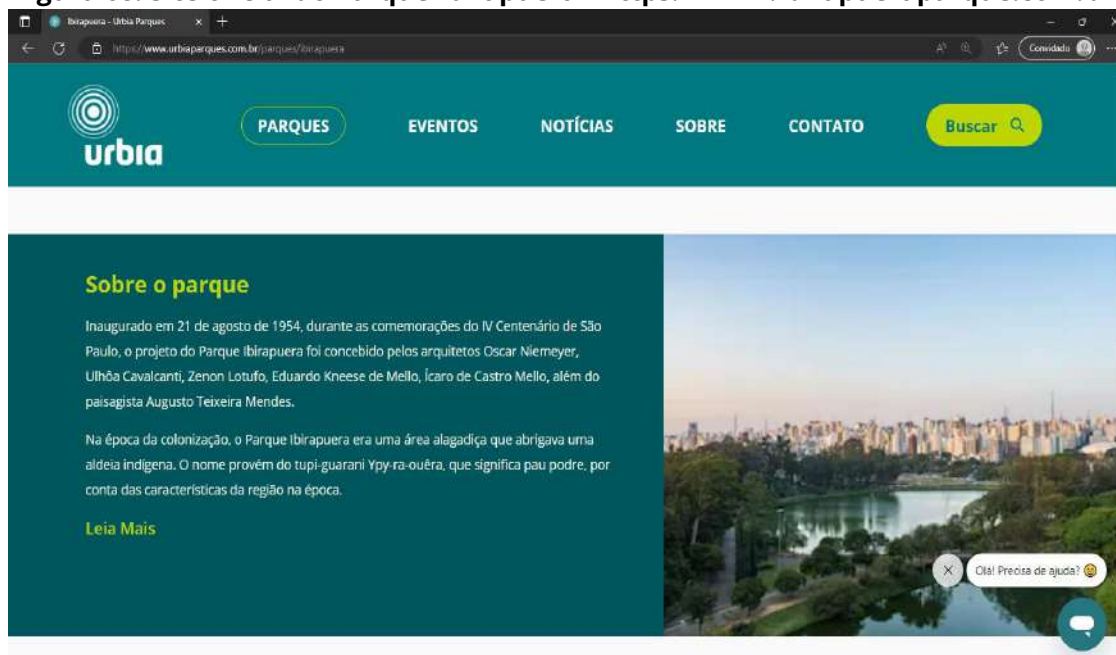 Ibirapuera - Urbia Parques
https://www.urbiaparques.com.br/parques/ibirapuera
Convidado
urbia
PARQUES
EVENTOS
NOTÍCIAS
SOBRE
CONTATO
Buscar
Sobre o parque
Inaugurado em 21 de agosto de 1954, durante as comemorações do IV Centenário de São
Paulo, o projeto do Parque Ibirapuera foi concebido pelos arquitetos Oscar Niemeyer,
Ulhôa Cavalcanti, Zenon Lotufo, Eduardo Kneese de Mello, Ícaro de Castro Mello, além do
paisagista Augusto Teixeira Mendes.
Na época da colonização, o Parque Ibirapuera era uma área alagadiça que abrigava uma
aldeia indígena. O nome provém do tupi-guarani Ypy-ra-ouêra, que significa pau podre, por
conta das características da região na época.
Leia Mais
Olá! Precisa de ajuda?